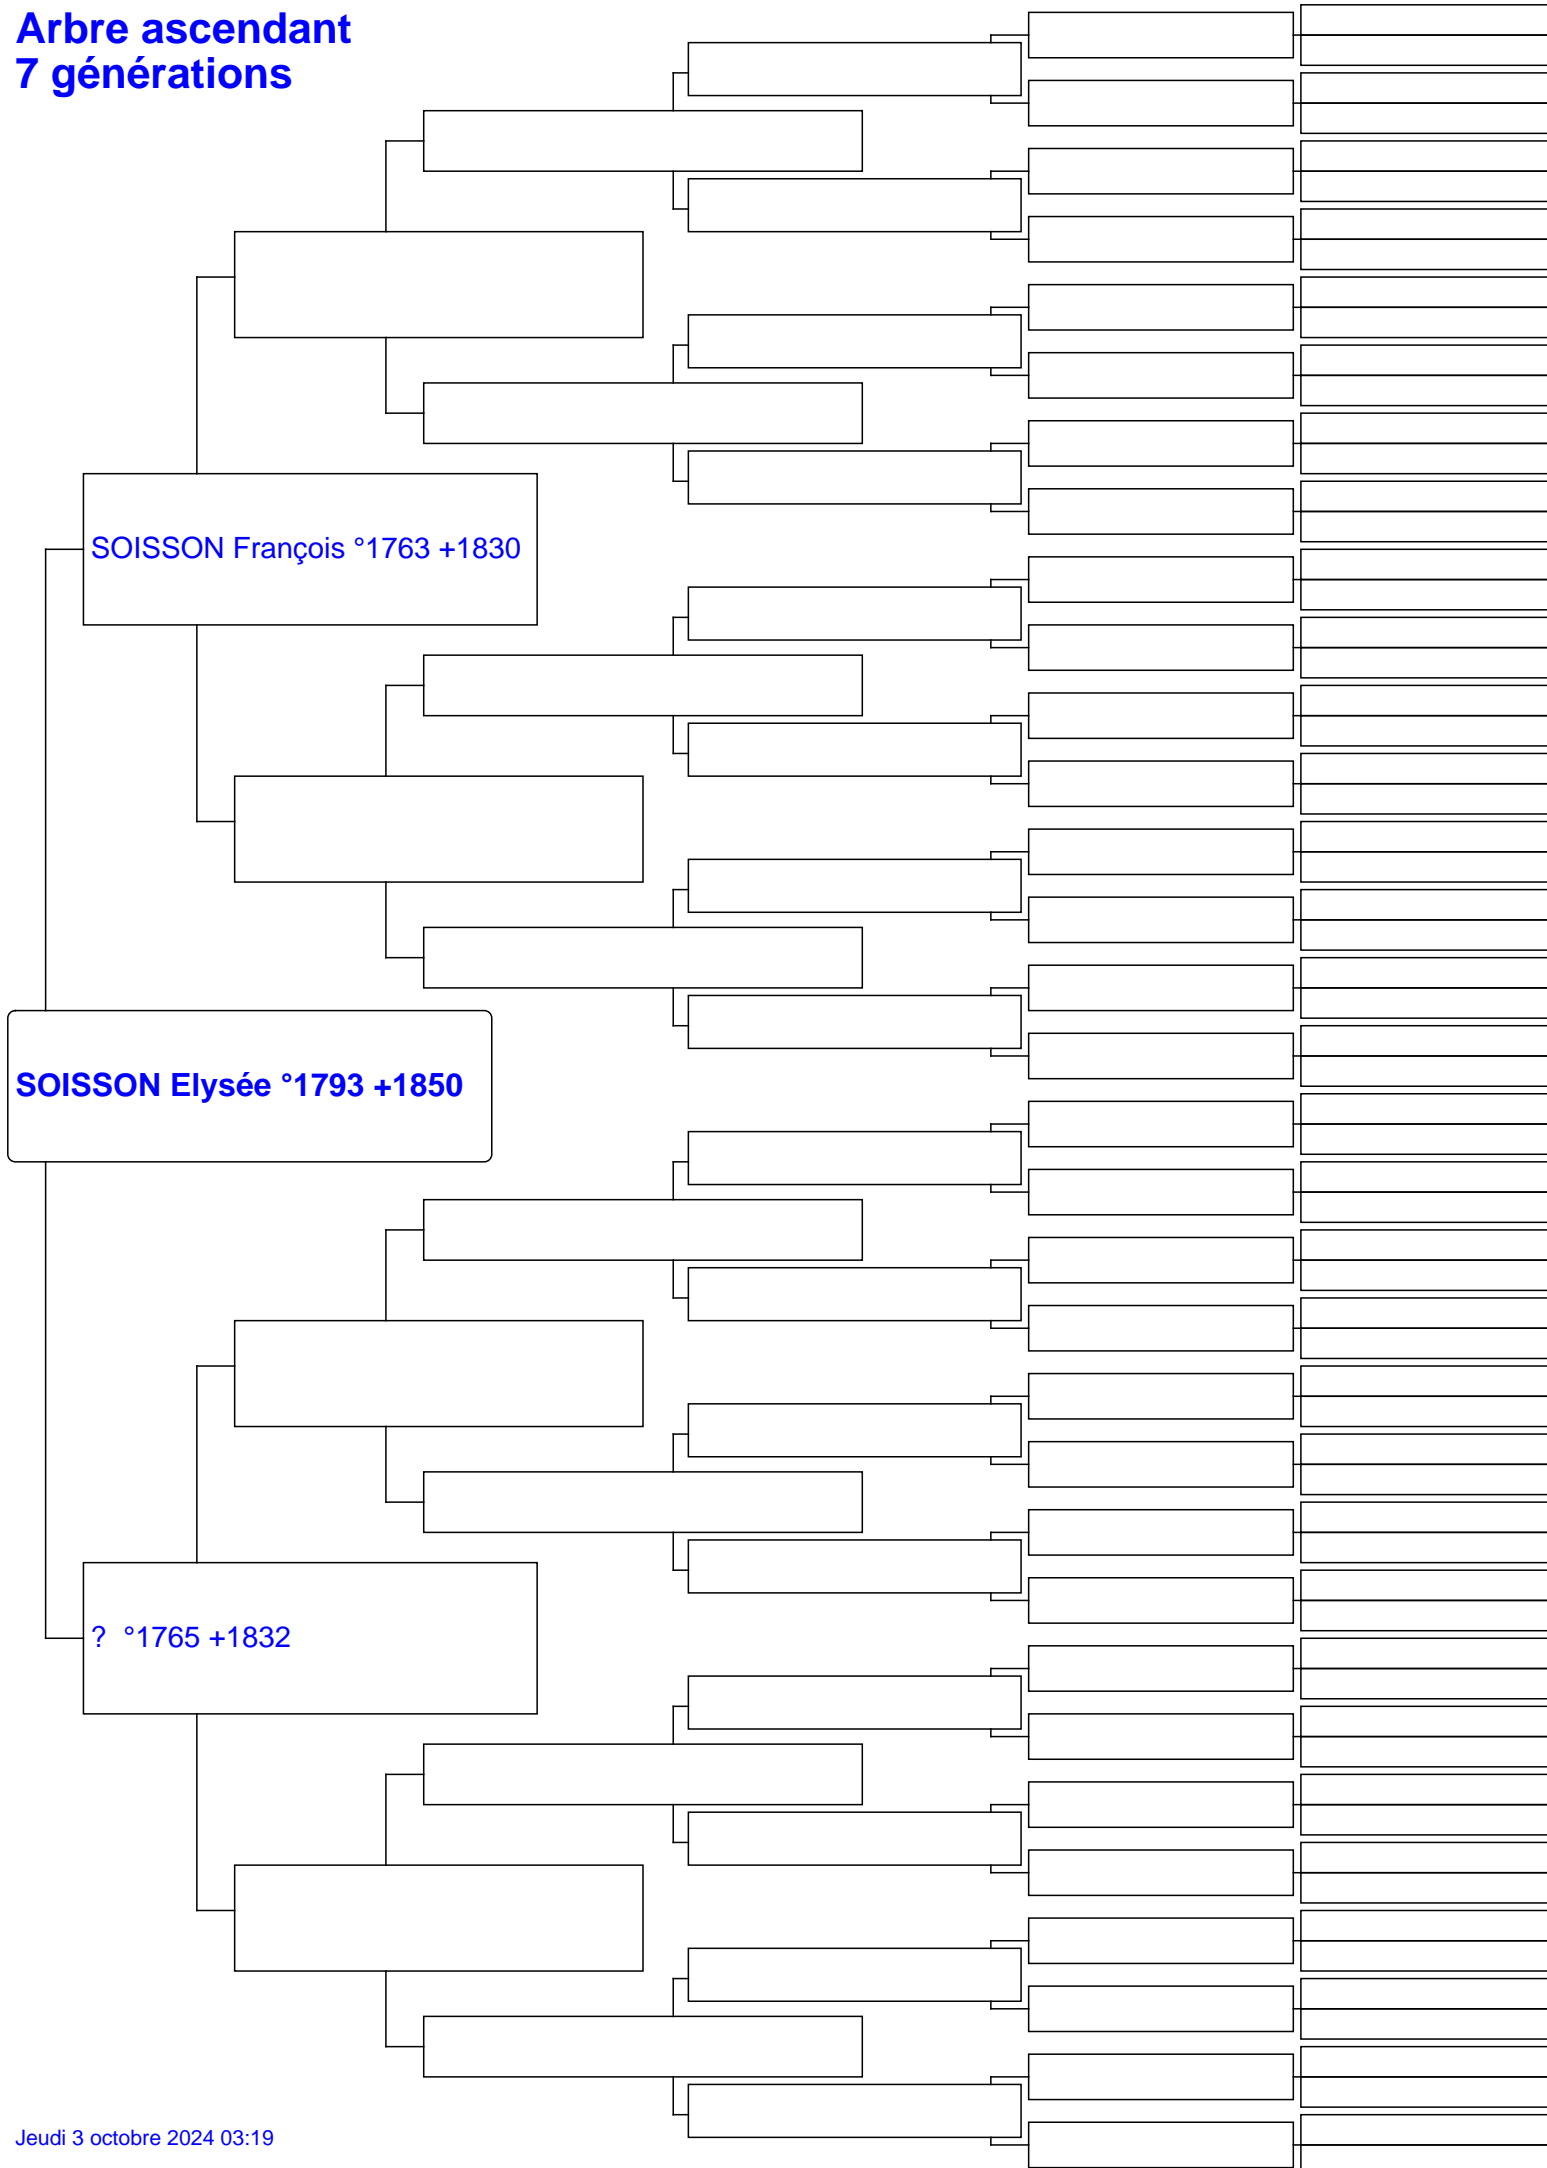 Arbre ascendant
7 générations
SOISSON François °1763 +1830
SOISSON Elysée °1793 +1850
?  °1765 +1832
Jeudi 3 octobre 2024 03:19